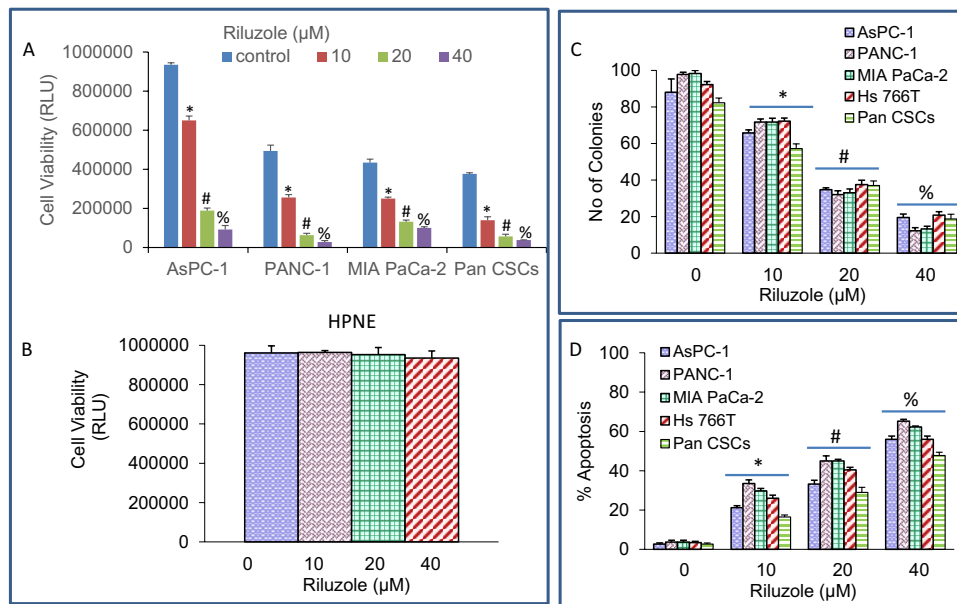 A
Riluzole (µM)
control 10 20 40
Cell Viability (RLU)
1000000
800000
600000
400000
200000
0
* # %
* # %
* # %
* # %
AsPC-1 PANC-1 MIA PaCa-2 Pan CSCs
B
HPNE
Cell Viability
(RLU)
1000000
800000
600000
400000
200000
0
0 10 20 40
Riluzole (µM)
C
AsPC-1
PANC-1
MIA PaCa-2
Hs 766T
Pan CSCs
No of Colonies
100
80
60
40
20
0
*
#
%
0 10 20 40
Riluzole (µM)
D
AsPC-1
PANC-1
MIA PaCa-2
Hs 766T
Pan CSCs
% Apoptosis
100
80
60
40
20
0
*
#
%
0 10 20 40
Riluzole (µM)